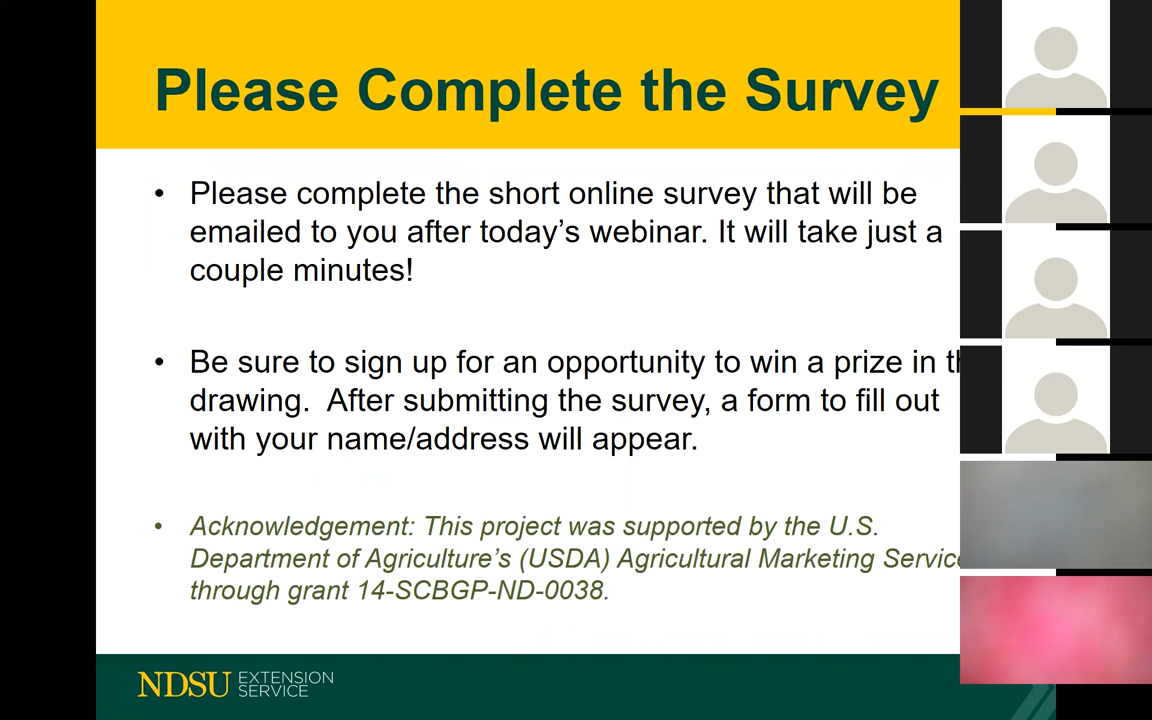 Please Complete the Survey
• Please complete the short online survey that will be
emailed to you after today’s webinar. It will take just a
couple minutes!
• Be sure to sign up for an opportunity to win a prize in
drawing.  After submitting the survey, a form to fill out
with your name/address will appear.
• Acknowledgement: This project was supported by the U.S.
Department of Agriculture’s (USDA) Agricultural Marketing Service
through grant 14-SCBGP-ND-0038.
NDSU EXTENSION
SERVICE